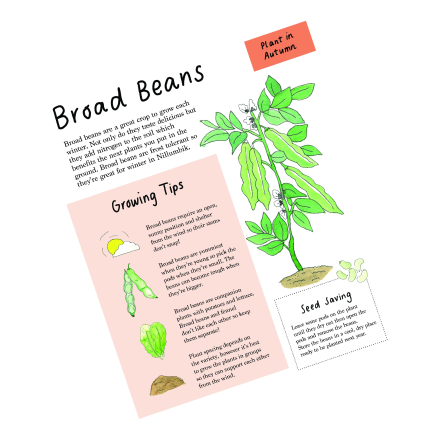 Plant in
Autumn
Broad Beans
Broad beans are a great crop to grow each
winter. Not only do they taste delicious but
they add nitrogen to the soil which
benefits the next plants you put in the
ground. Broad Beans are frost tolerant so
they're great for winter in Nillumbik.
Growing Tips
Broad beans require an open,
sunny position and shelter
from the wind so their stems
don't snap!
Broad beans are yummiest
when they're young so pick the
pods when they're small. The
beans can become tough when
they're bigger.
Broad beans are companion
plants with potatoes and lettuce.
Broad beans and fennel
don't like each other so keep
them separate!
Plant spacing depends on
the variety, however it's best
to grow the plants in groups
so they can support each other
from the wind.
Seed Saving
Leave some pods on the plant
until they dry out then open the
pods and remove the beans.
Store the beans in a cool, dry place
ready to be planted next year.